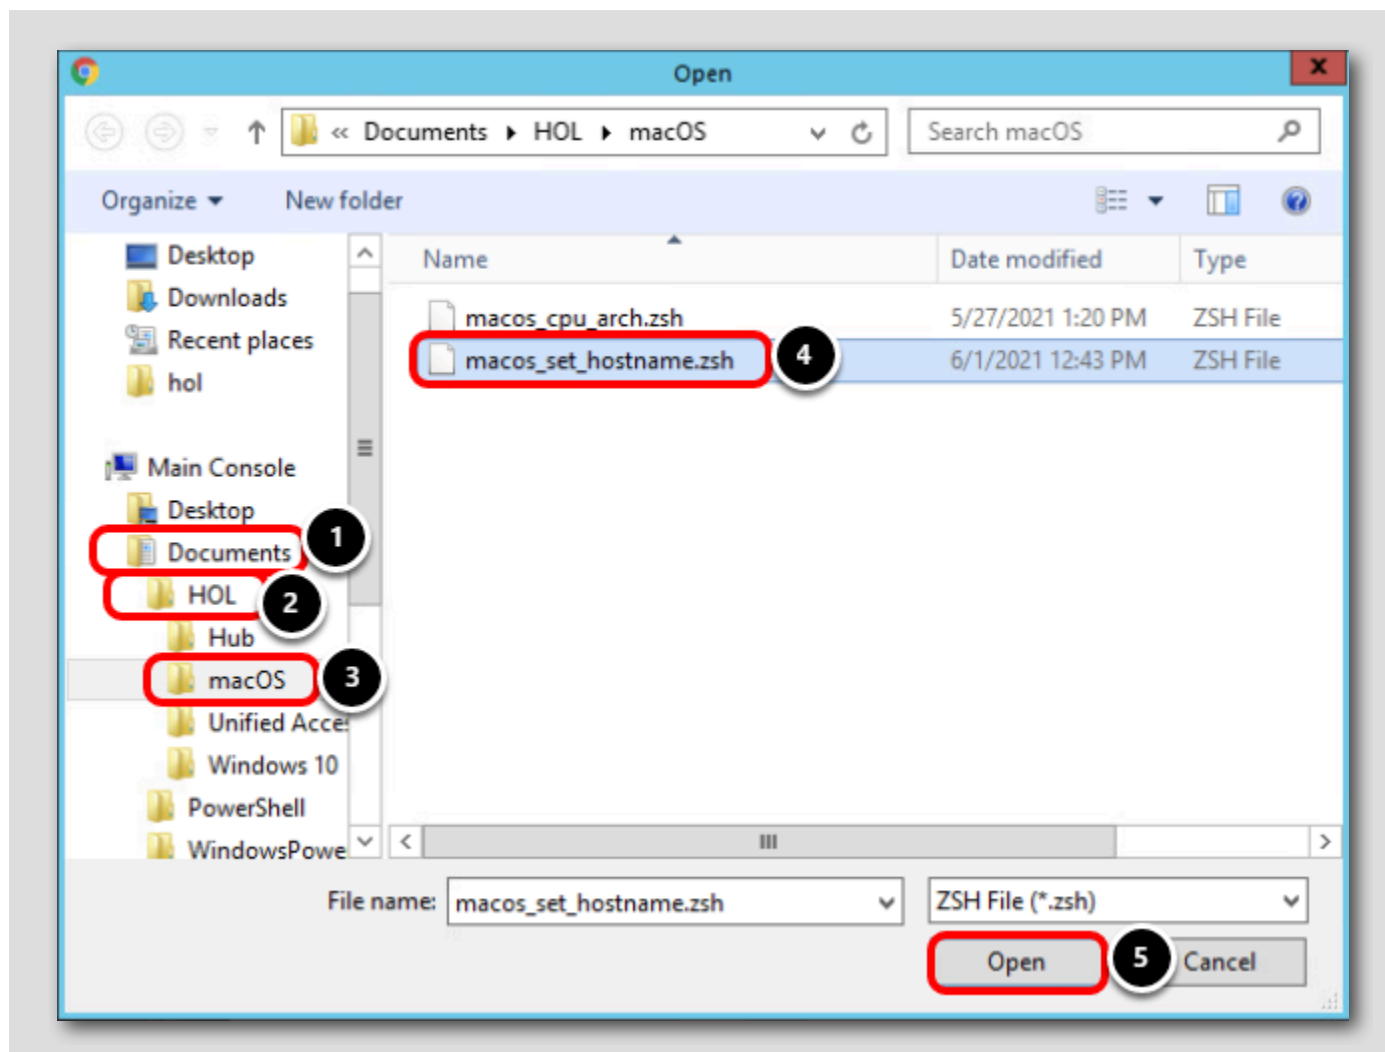 Open
x
« Documents ▸ HOL ▸ macOS
Search macOS
Organize
New folder
Name
Date modified
Type
Desktop
Downloads
Recent places
hol
Main Console
Desktop
Documents
1
HOL
2
Hub
macOS
3
Unified Acce
Windows 10
PowerShell
WindowsPowe
macos_cpu_arch.zsh 5/27/2021 1:20 PM ZSH File
macos_set_hostname.zsh 4 6/1/2021 12:43 PM ZSH File
File name: macos_set_hostname.zsh
ZSH File (*.zsh)
Open
5
Cancel